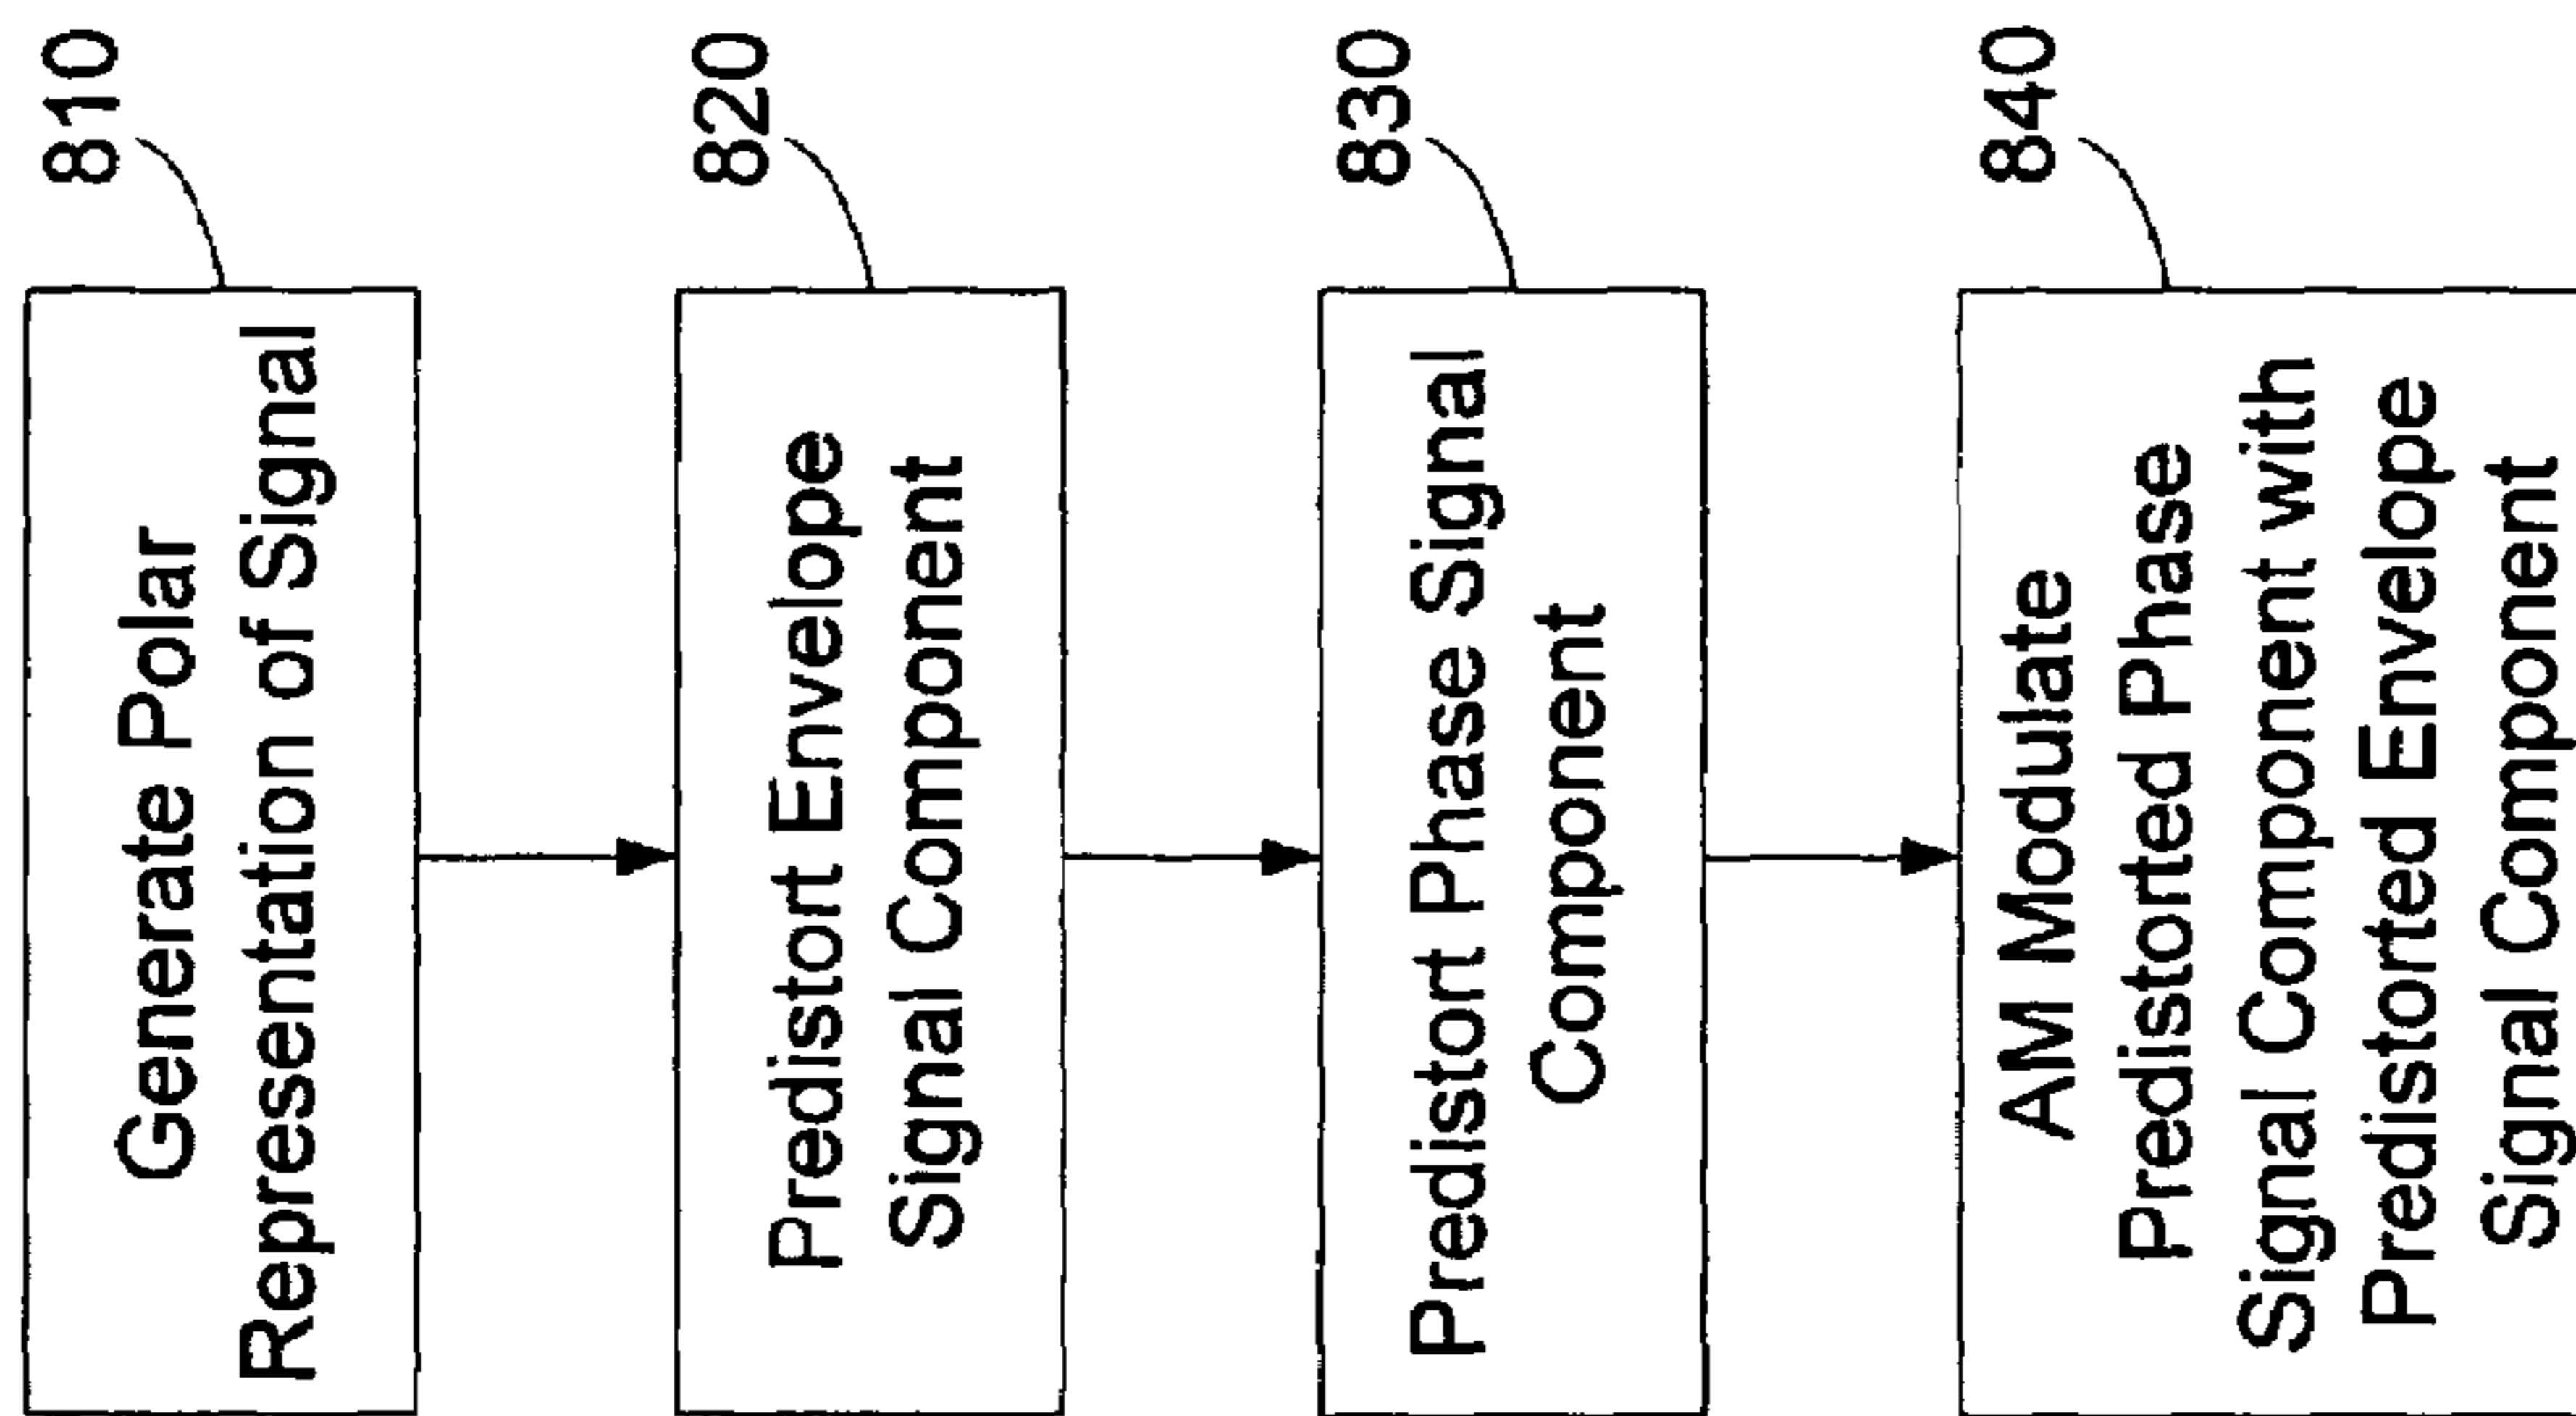 810
Generate Polar
Representation of Signal
820
Predistort Envelope
Signal Component
830
Predistort Phase Signal
Component
840
AM Modulate
Predistorted Phase
Signal Component with
Predistorted Envelope
Signal Component